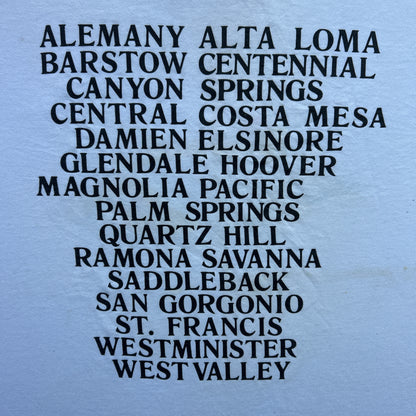 ALEMANY ALTA LOMA
BARSTOW CENTENNIAL
CANYON SPRINGS
CENTRAL COSTA MESA
DAMIEN ELSINORE
GLENDALE HOOVER
MAGNOLIA PACIFIC
PALM SPRINGS
QUARTZ HILL
RAMONA SAVANNA
SADDLEBACK
SAN GORGONIO
ST. FRANCIS
WESTMINISTER
WEST VALLEY